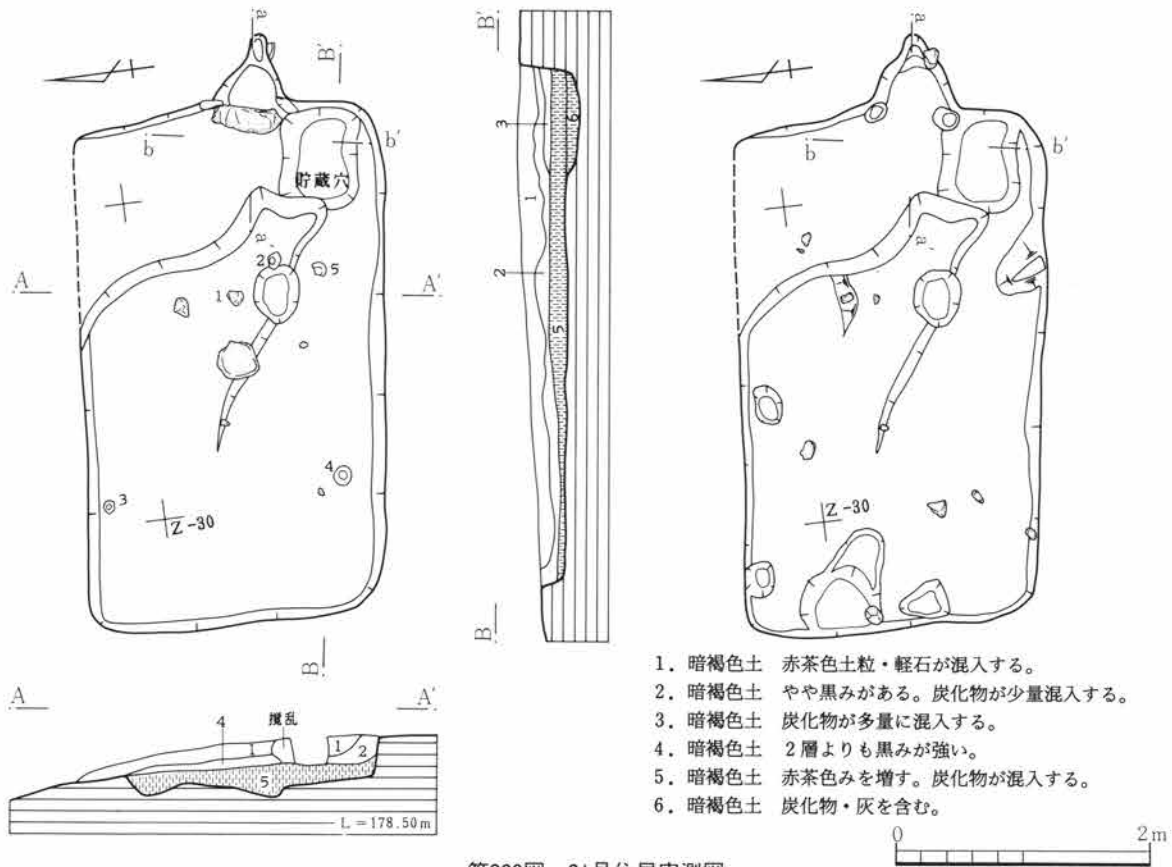 a
B'
b
b'
貯蔵穴
a'
26
5
1
A
A'
4
3
Z-30
B
B'
3
1
2
6
5
B
a
b
b'
a'
Z-30
A
A'
4
攪乱
1
1
2
5
L=178.50m
1. 暗褐色土 赤茶色土粒・軽石が混入する。
2. 暗褐色土 やや黒みがある。炭化物が少量混入する。
3. 暗褐色土 炭化物が多量に混入する。
4. 暗褐色土 2層よりも黒みが強い。
5. 暗褐色土 赤茶色みを増す。炭化物が混入する。
6. 暗褐色土 炭化物・灰を含む。
0
2m